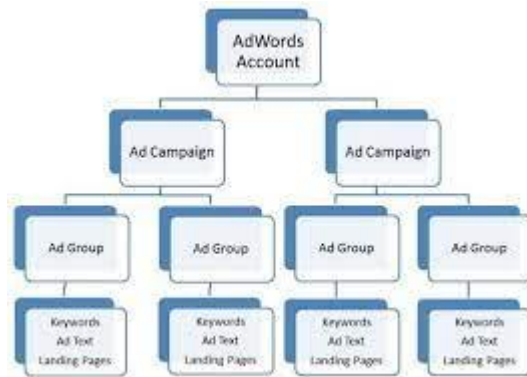 AdWords
Account
Ad Campaign
Ad Campaign
Ad Group
Ad Group
Ad Group
Ad Group
Keywords
Ad Text
Landing Pages
Keywords
Ad Text
Landing Pages
Keywords
Ad Text
Landing Pages
Keywords
Ad Text
Landing Pages